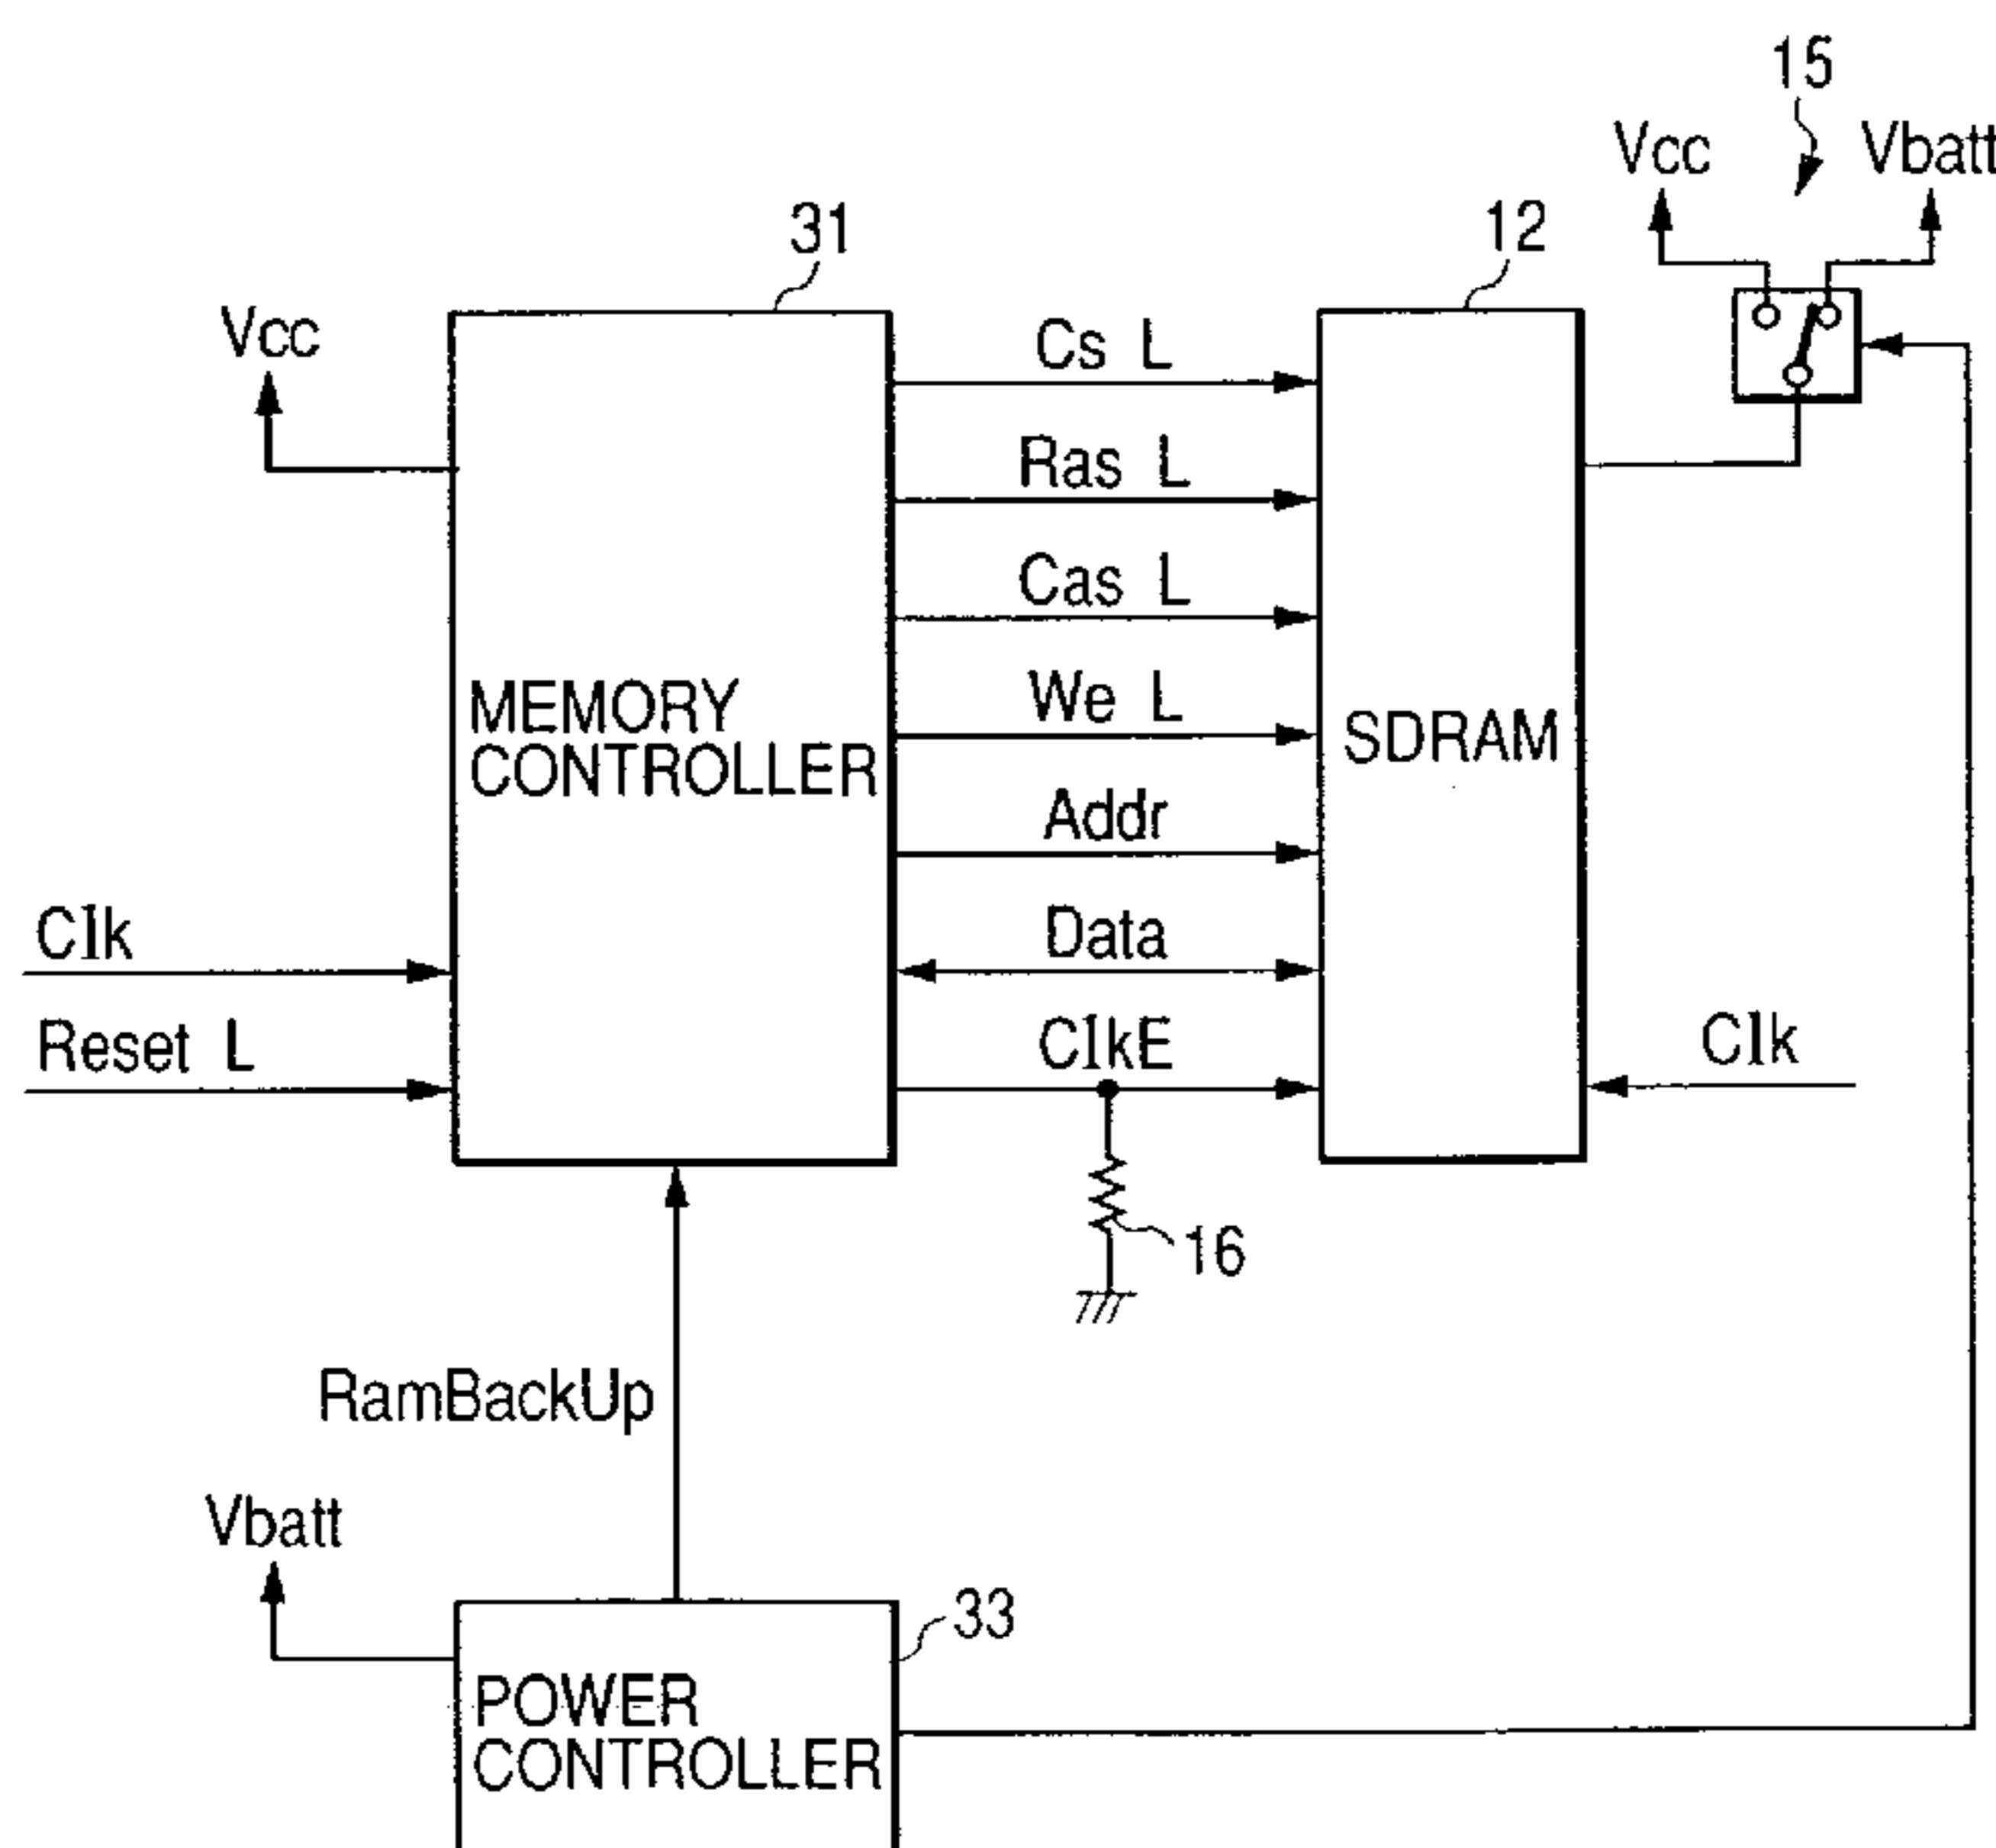 15
Vcc
Vbatt
31
12
Vcc
Cs L
Ras L
Cas L
We L
MEMORY
CONTROLLER
SDRAM
Addr
Clk
Data
Reset L
ClkE
Clk
16
RamBackUp
Vbatt
33
POWER
CONTROLLER